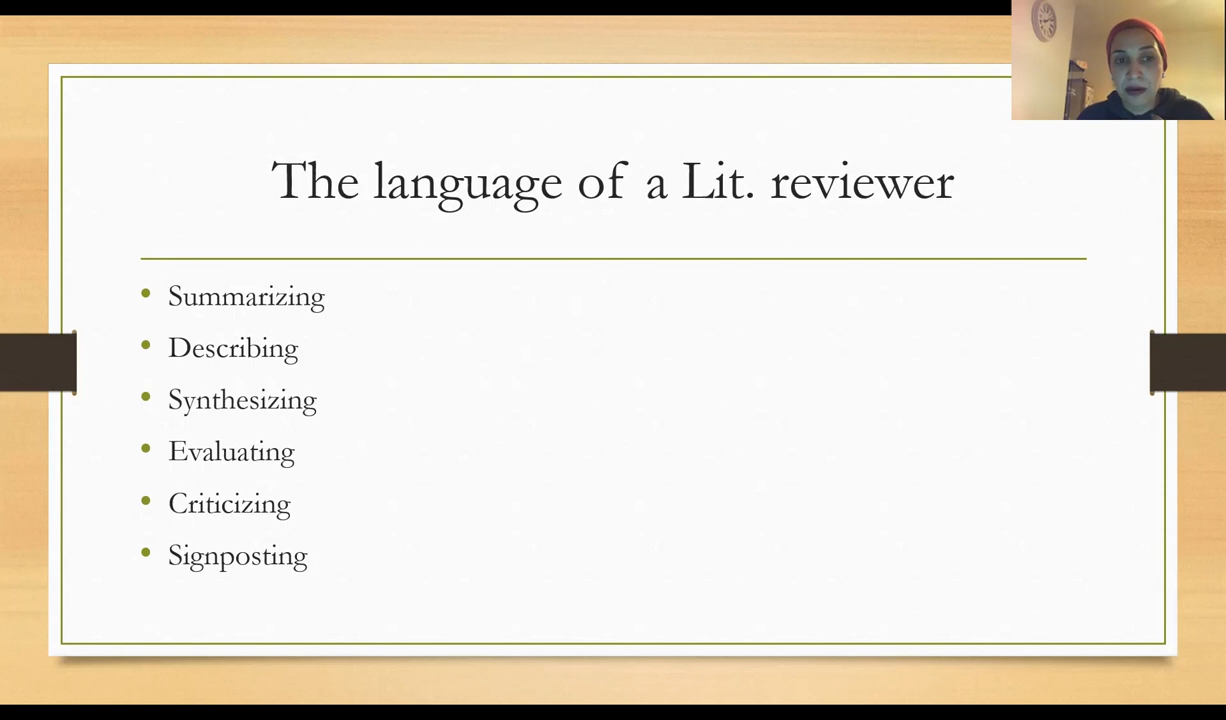 The language of a Lit. reviewer
• Summarizing
• Describing
• Synthesizing
• Evaluating
• Criticizing
• Signposting